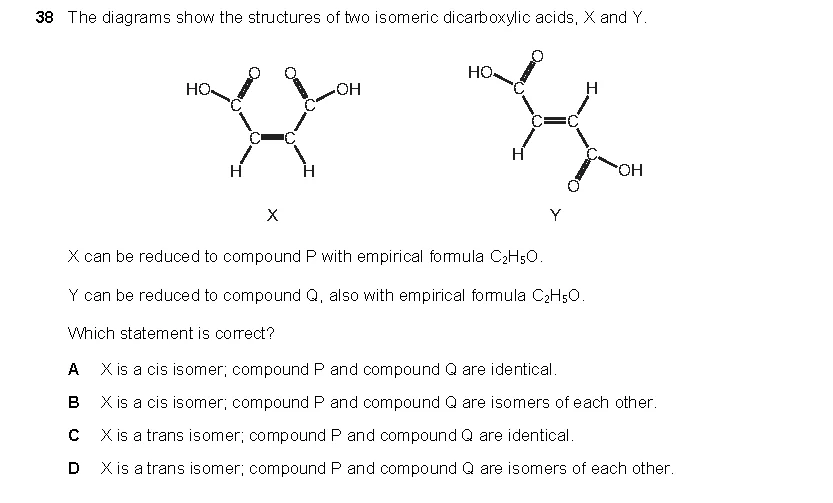 38 The diagrams show the structures of two isomeric dicarboxylic acids, X and Y.
HO C O O C OH
C C
H H
X
HO C O H
C C
H C OH
O
Y
X can be reduced to compound P with empirical formula C₂H₅O.
Y can be reduced to compound Q, also with empirical formula C₂H₅O.
Which statement is correct?
A X is a cis isomer; compound P and compound Q are identical.
B X is a cis isomer; compound P and compound Q are isomers of each other.
C X is a trans isomer; compound P and compound Q are identical.
D X is a trans isomer; compound P and compound Q are isomers of each other.